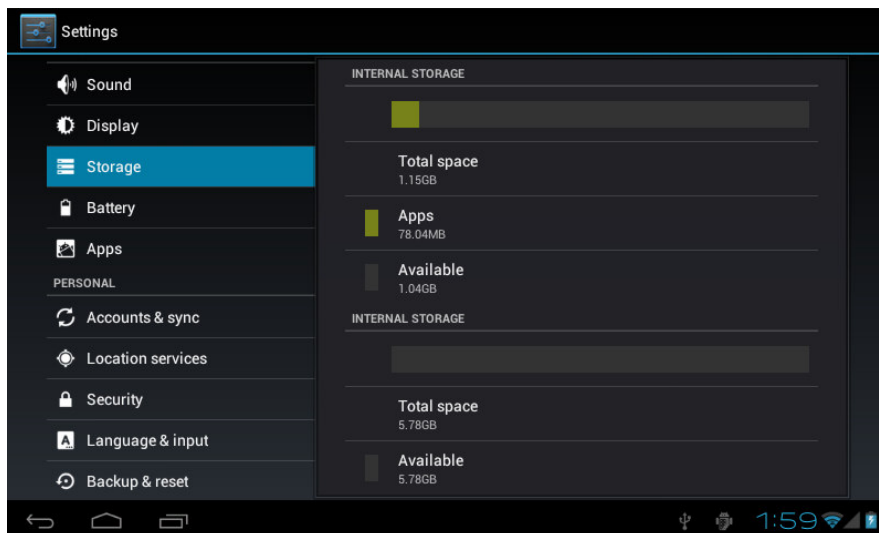 Settings
Sound
Display
Storage
Battery
Apps
PERSONAL
Accounts & sync
Location services
Security
Language & input
Backup & reset
INTERNAL STORAGE
Total space
1.15GB
Apps
78.04MB
Available
1.04GB
INTERNAL STORAGE
Total space
5.78GB
Available
5.78GB
1:59